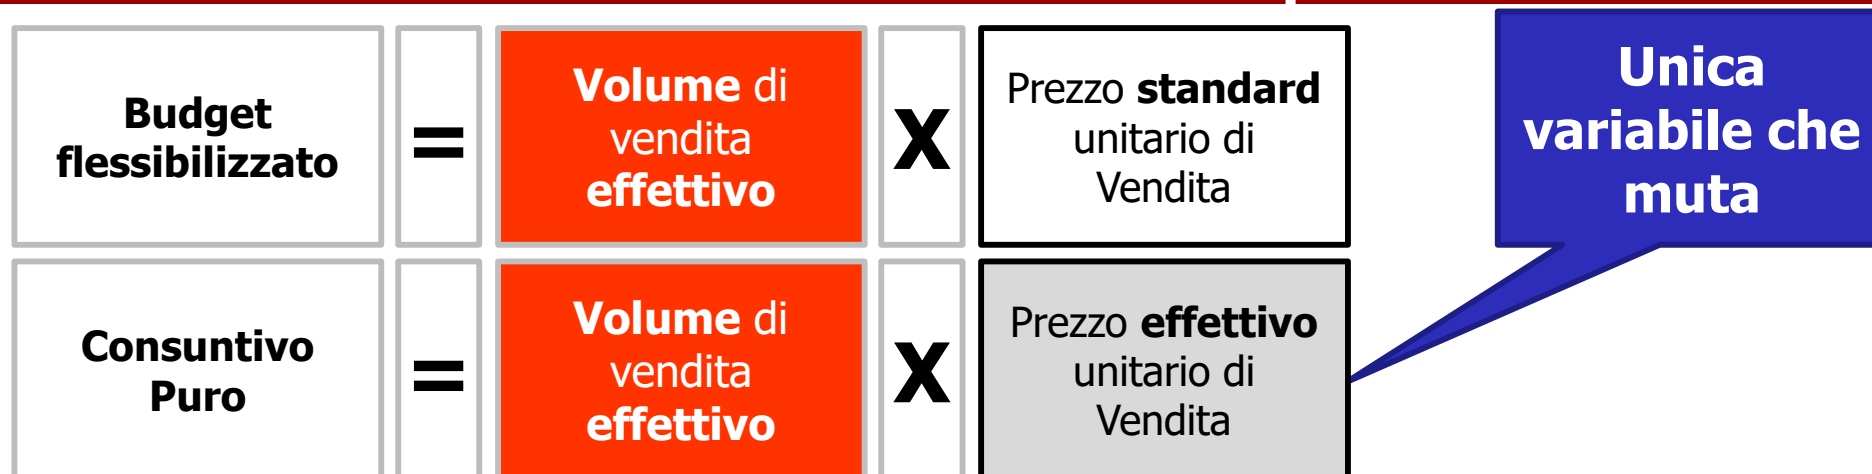 Budget
flessibilizzato
=
Volume di
vendita
effettivo
X
Prezzo standard
unitario di
Vendita
Unica
variabile che
muta
Consuntivo
Puro
=
Volume di
vendita
effettivo
X
Prezzo effettivo
unitario di
Vendita